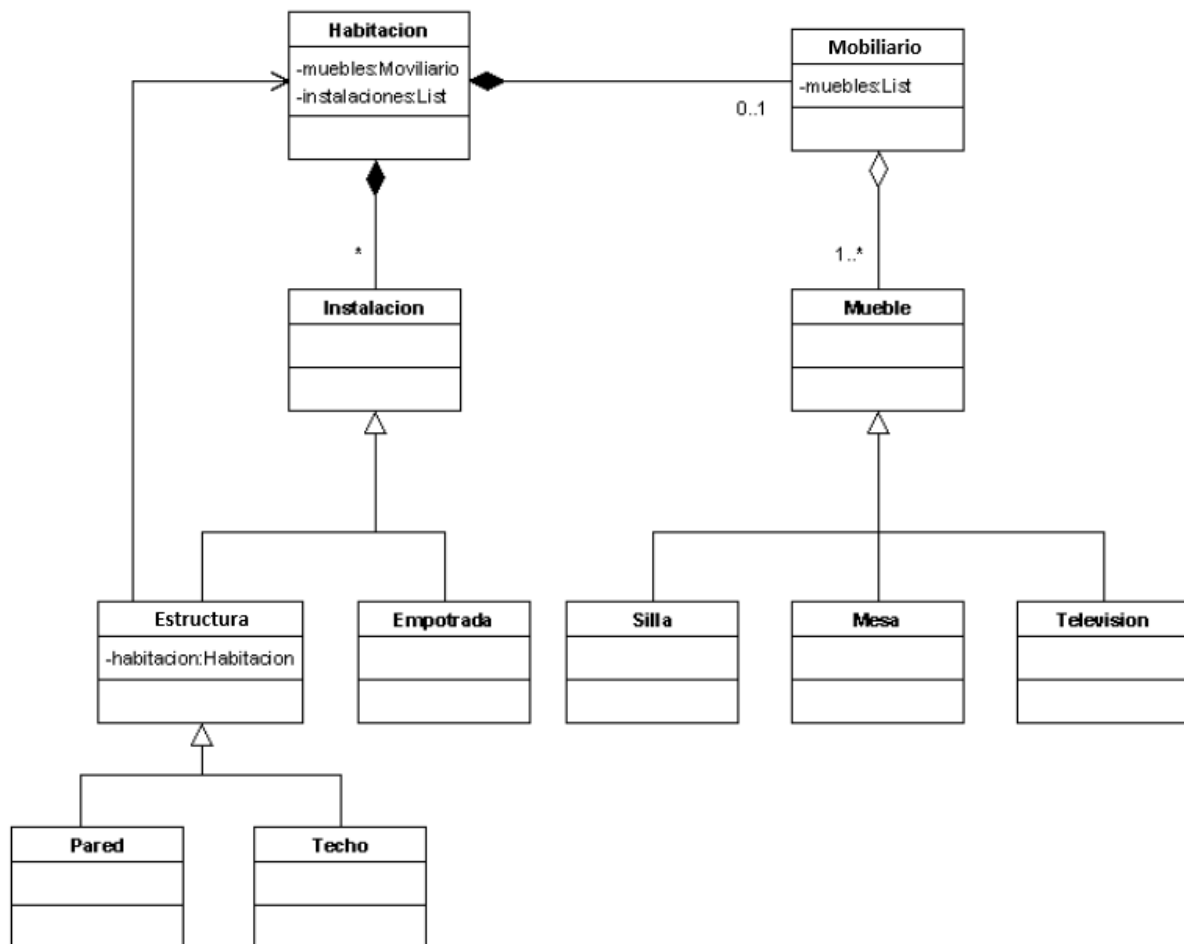 Habitacion
-muebles:Moviliario
-instalaciones:List
Mobiliario
-muebles:List
0..1
*
1..*
Instalacion
Mueble
Estructura
-habitacion:Habitacion
Empotrada
Silla
Mesa
Television
Pared
Techo